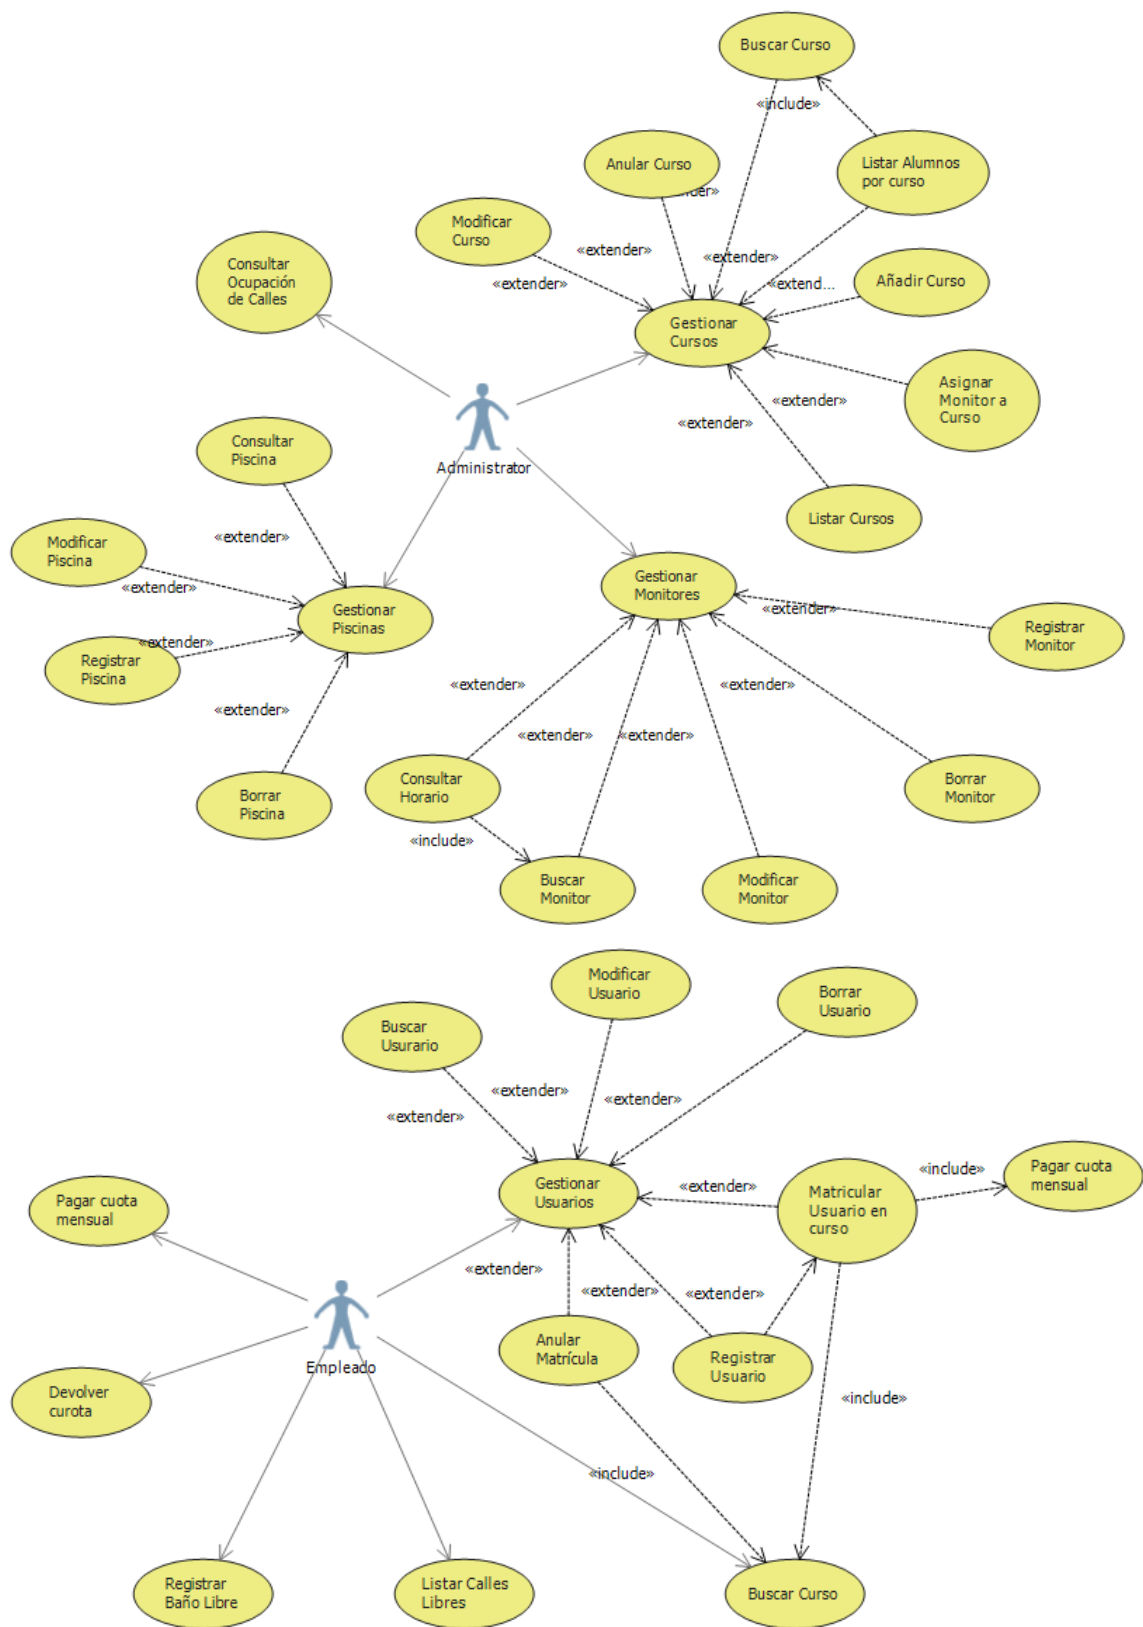 Buscar Curso
«include»
Anular Curso
Listar Alumnos
por curso
Modificar
Curso
«extender»
«extender»
«extender»
Consultar
Ocupación
de Calles
«extend...
Añadir Curso
Gestionar
Cursos
Asignar
Monitor a
Curso
«extender»
«extender»
Administrator
Consultar
Piscina
Listar Cursos
«extender»
Modificar
Piscina
«extender»
Gestionar
Monitores
Gestionar
Piscinas
«extender»
Registrar
Monitor
«extender»
Registrar
Piscina
«extender»
«extender»
«extender»
«extender»
Consultar
Horario
Borrar
Monitor
Borrar
Piscina
«include»
Buscar
Monitor
Modificar
Monitor
Modificar
Usuario
Borrar
Usuario
Buscar
Usurario
«extender»
«extender»
«extender»
Gestionar
Usuarios
«extender»
Matricular
Usuario en
curso
«include»
Pagar cuota
mensual
Pagar cuota
mensual
«extender»
«extender»
«extender»
Anular
Matrícula
Registrar
Usuario
Empleado
Devolver
curota
«include»
«include»
Registrar
Baño Libre
Listar Calles
Libres
Buscar Curso